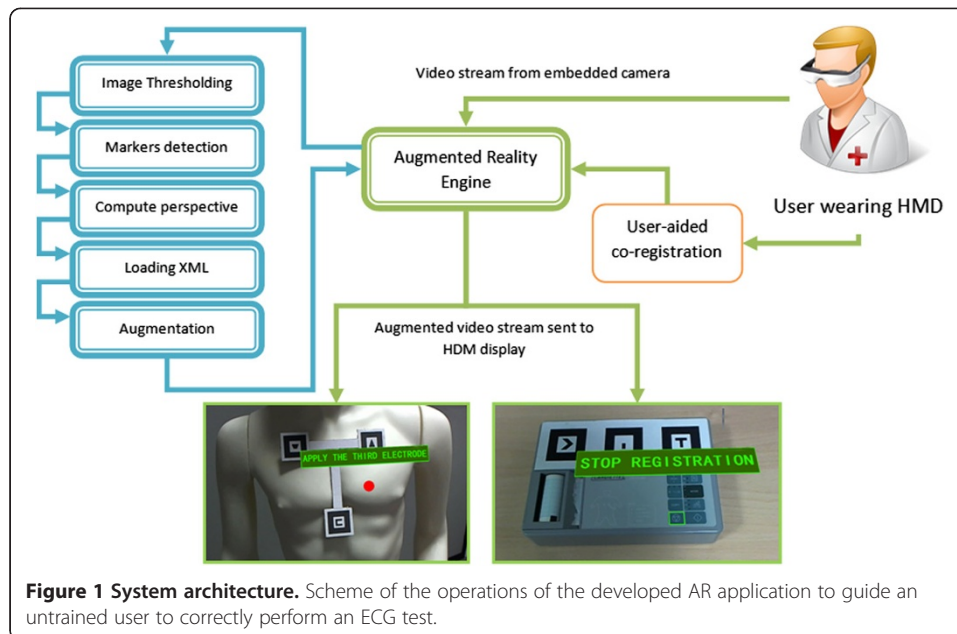 Image Thresholding
Markers detection
Compute perspective
Loading XML
Augmentation
Video stream from embedded camera
Augmented Reality
Engine
User-aided
co-registration
User wearing HMD
Augmented video stream sent to
HDM display
APPLY THE THIRD ELECTRODE
STOP REGISTRATION
Figure 1 System architecture. Scheme of the operations of the developed AR application to guide an
untrained user to correctly perform an ECG test.